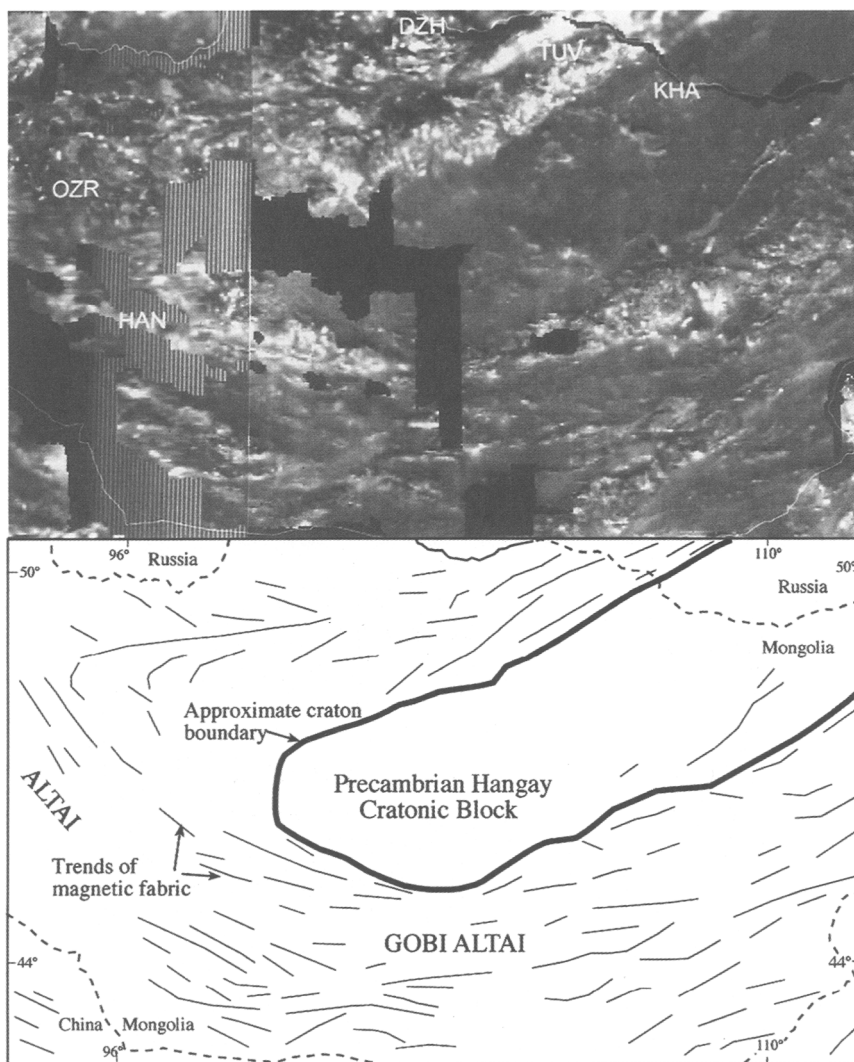 DZH
TUV
KHA
OZR
HAN
96°
Russia
110°
50°
50°
Russia
Mongolia
Approximate craton
boundary
Precambrian Hangay
Cratonic Block
ALTAI
Trends of
magnetic fabric
GOBI ALTAI
44°
44°
China
Mongolia
96°
110°